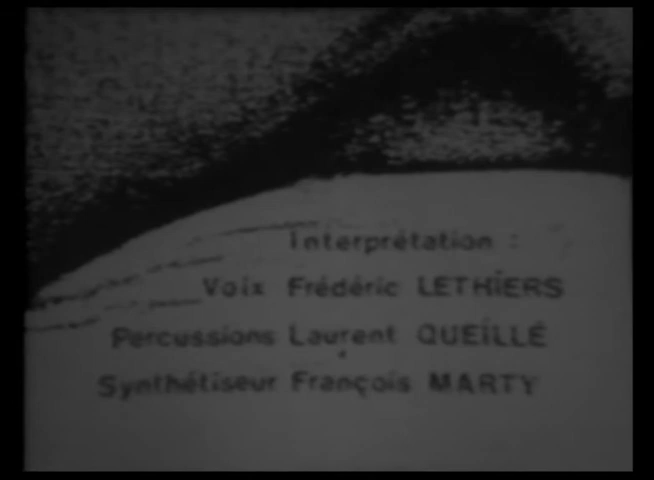 Interprétation :
Voix Frédéric LETHIERS
Percussions Laurent QUEILLÉ
Synthétiseur François MARTY